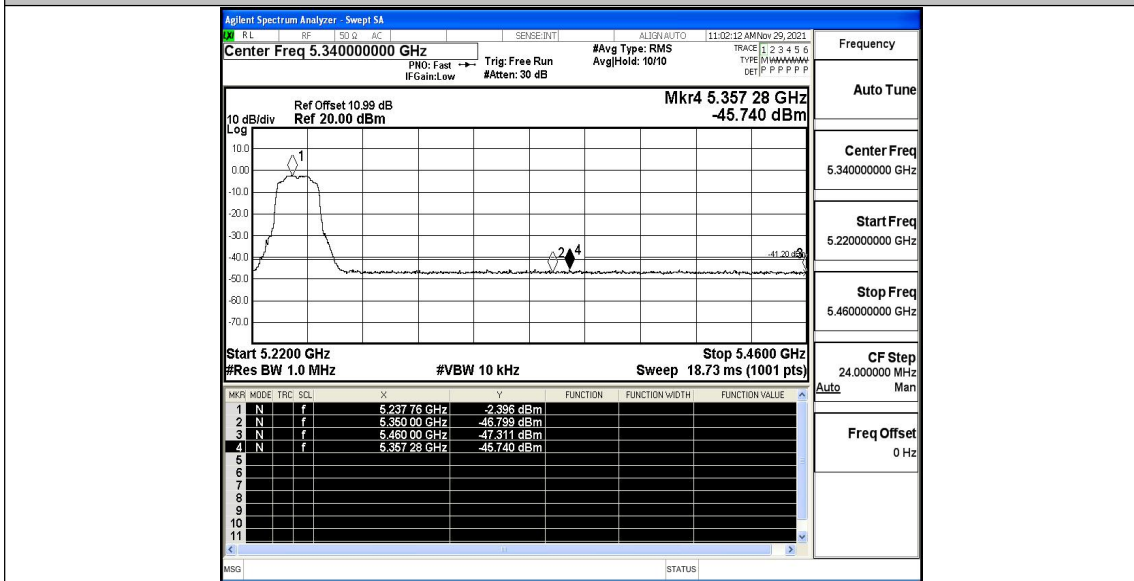 Agilent Spectrum Analyzer - Swept SA
RL RF 50 Ω AC SENSE:INT ALIGNAUTO 11:02:12 AMNov 29, 2021
Center Freq 5.340000000 GHz
PNO: Fast
IFGain:Low
Trig: Free Run
#Atten: 30 dB
#Avg Type: RMS
Avg|Hold: 10/10
TRACE 1 2 3 4 5 6
TYPE MWWWWW
DET P P P P P P
Ref Offset 10.99 dB
10 dB/div Ref 20.00 dBm
Log
Mkr4 5.357 28 GHz
-45.740 dBm
10.0
0.00
-10.0
-20.0
-30.0
-40.0
-50.0
-60.0
-70.0
1
2
4
3
-41.20 dBm
Start 5.2200 GHz Stop 5.4600 GHz
#Res BW 1.0 MHz #VBW 10 kHz Sweep 18.73 ms (1001 pts)
MKR MODE TRC SCL X Y FUNCTION FUNCTION WIDTH FUNCTION VALUE
1 N f 5.237 76 GHz -2.396 dBm
2 N f 5.350 00 GHz -46.799 dBm
3 N f 5.460 00 GHz -47.311 dBm
4 N f 5.357 28 GHz -45.740 dBm
5
6
7
8
9
10
11
MSG STATUS
Frequency
Auto Tune
Center Freq
5.340000000 GHz
Start Freq
5.220000000 GHz
Stop Freq
5.460000000 GHz
CF Step
24.000000 MHz
Auto Man
Freq Offset
0 Hz